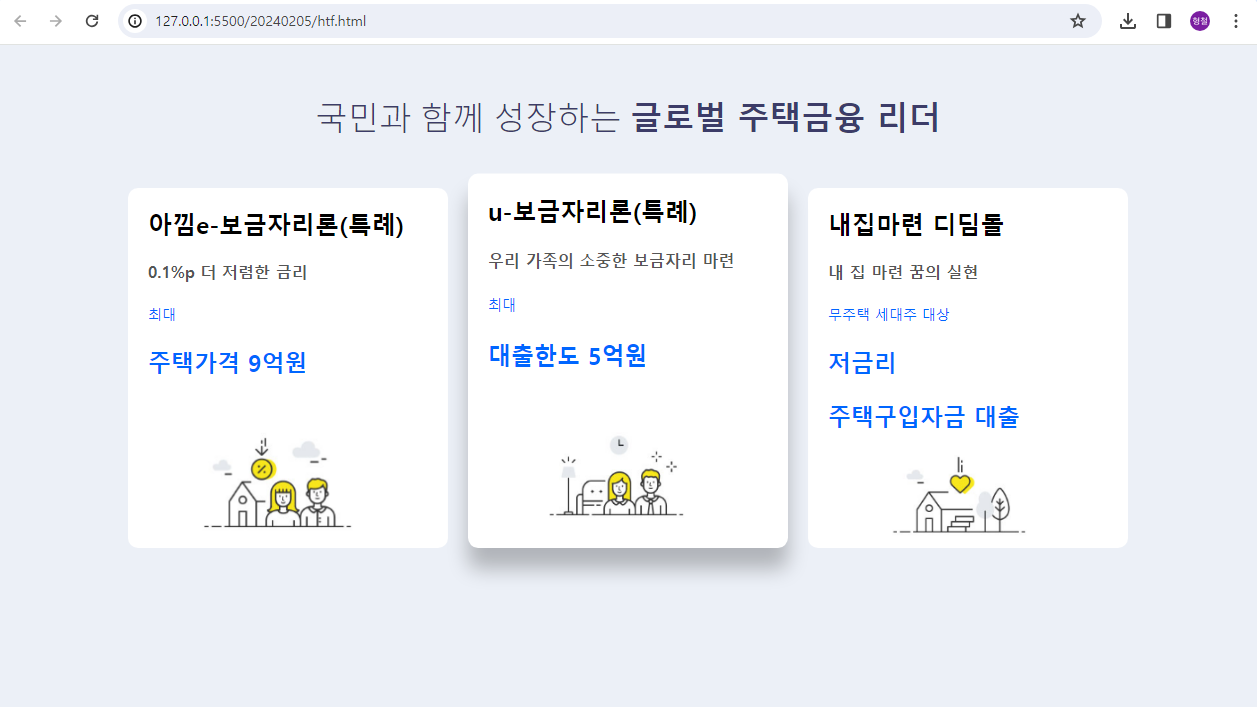 127.0.0.1:5500/20240205/htf.html
형철
국민과 함께 성장하는 글로벌 주택금융 리더
아낌e-보금자리론(특례)
0.1%p 더 저렴한 금리
최대
주택가격 9억원
u-보금자리론(특례)
우리 가족의 소중한 보금자리 마련
최대
대출한도 5억원
내집마련 디딤돌
내 집 마련 꿈의 실현
무주택 세대주 대상
저금리
주택구입자금 대출